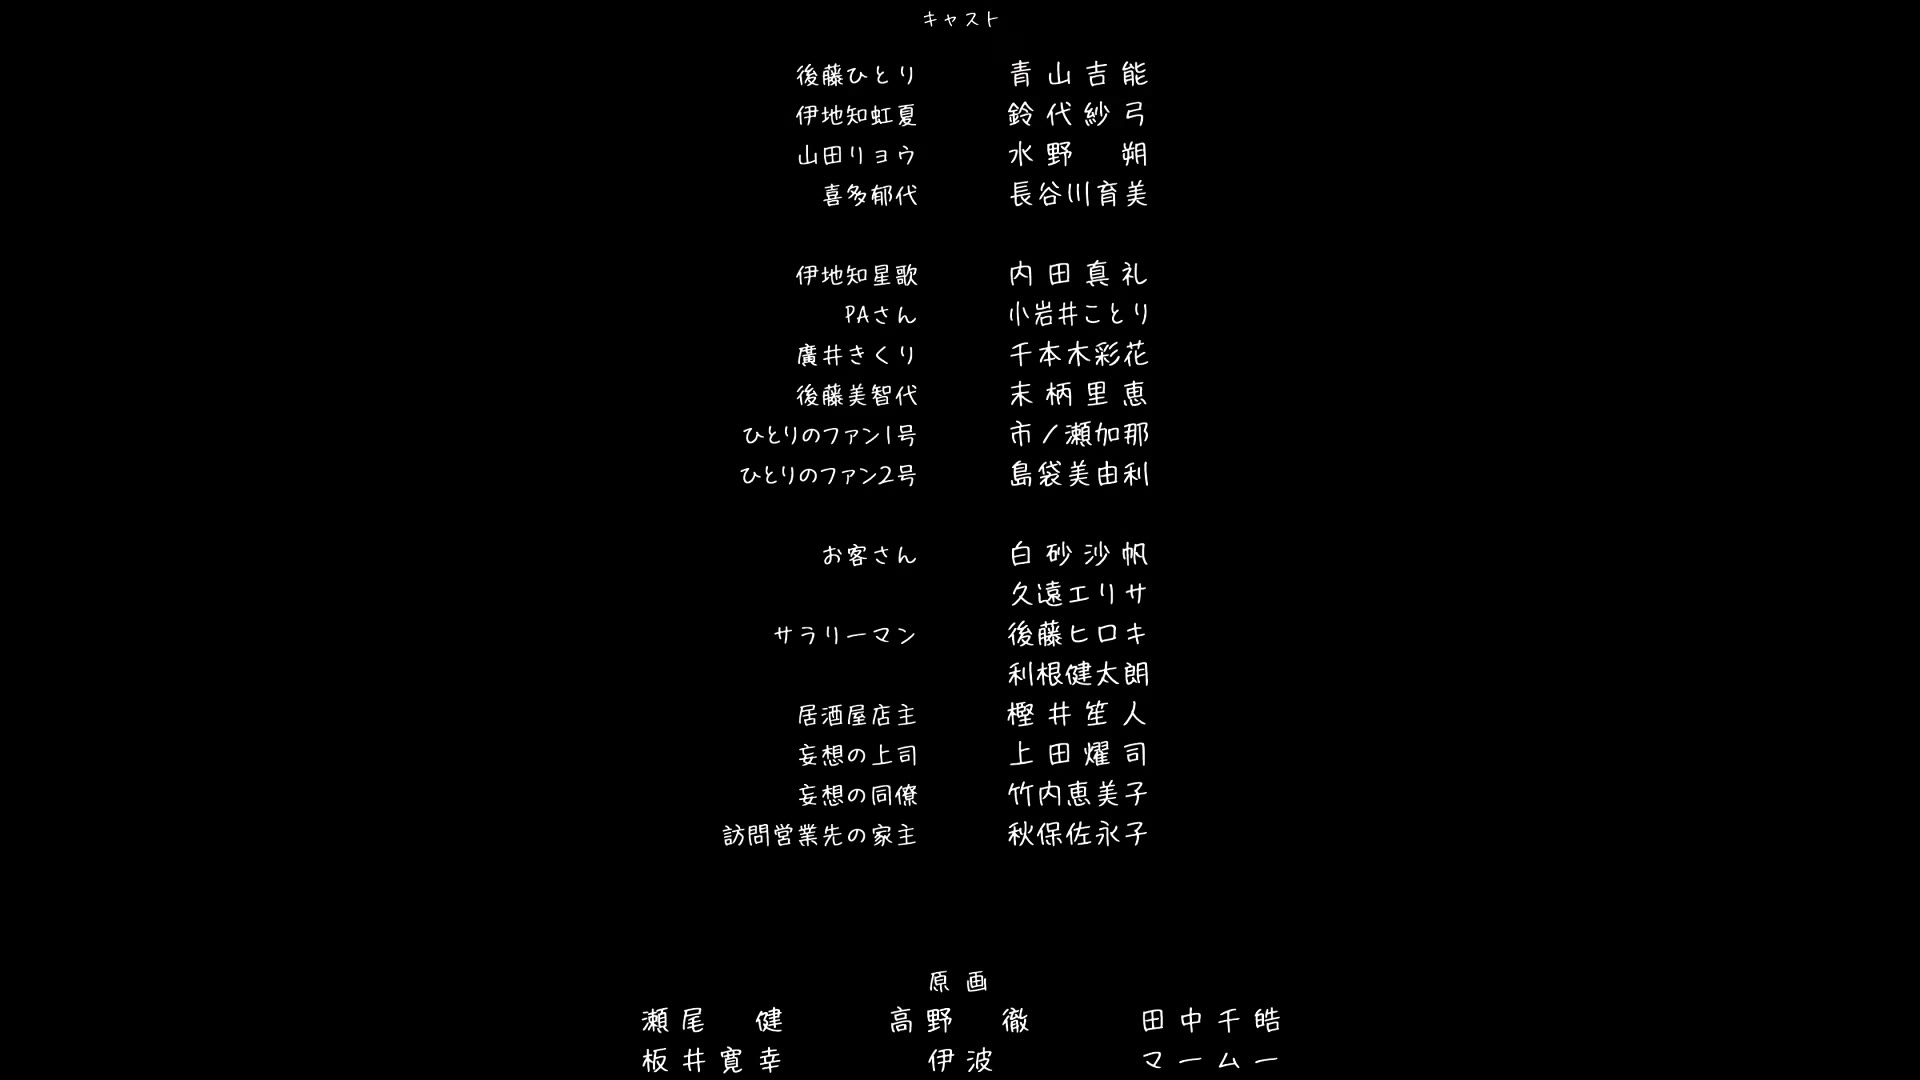 キャスト
後藤ひとり 青山吉能
伊地知虹夏 鈴代紗弓
山田リョウ 水野 朔
喜多郁代 長谷川育美
伊地知星歌 内田真礼
PAさん 小岩井ことり
廣井きくり 千本木彩花
後藤美智代 末柄里恵
ひとりのファン1号 市ノ瀬加那
ひとりのファン2号 島袋美由利
お客さん 白砂沙帆
久遠エリサ
サラリーマン 後藤ヒロキ
利根健太朗
居酒屋店主 樫井笙人
妄想の上司 上田燿司
妄想の同僚 竹内恵美子
訪問営業先の家主 秋保佐永子
原画
瀬尾 健 高野 徹 田中千皓
板井寛幸 伊波 マームー